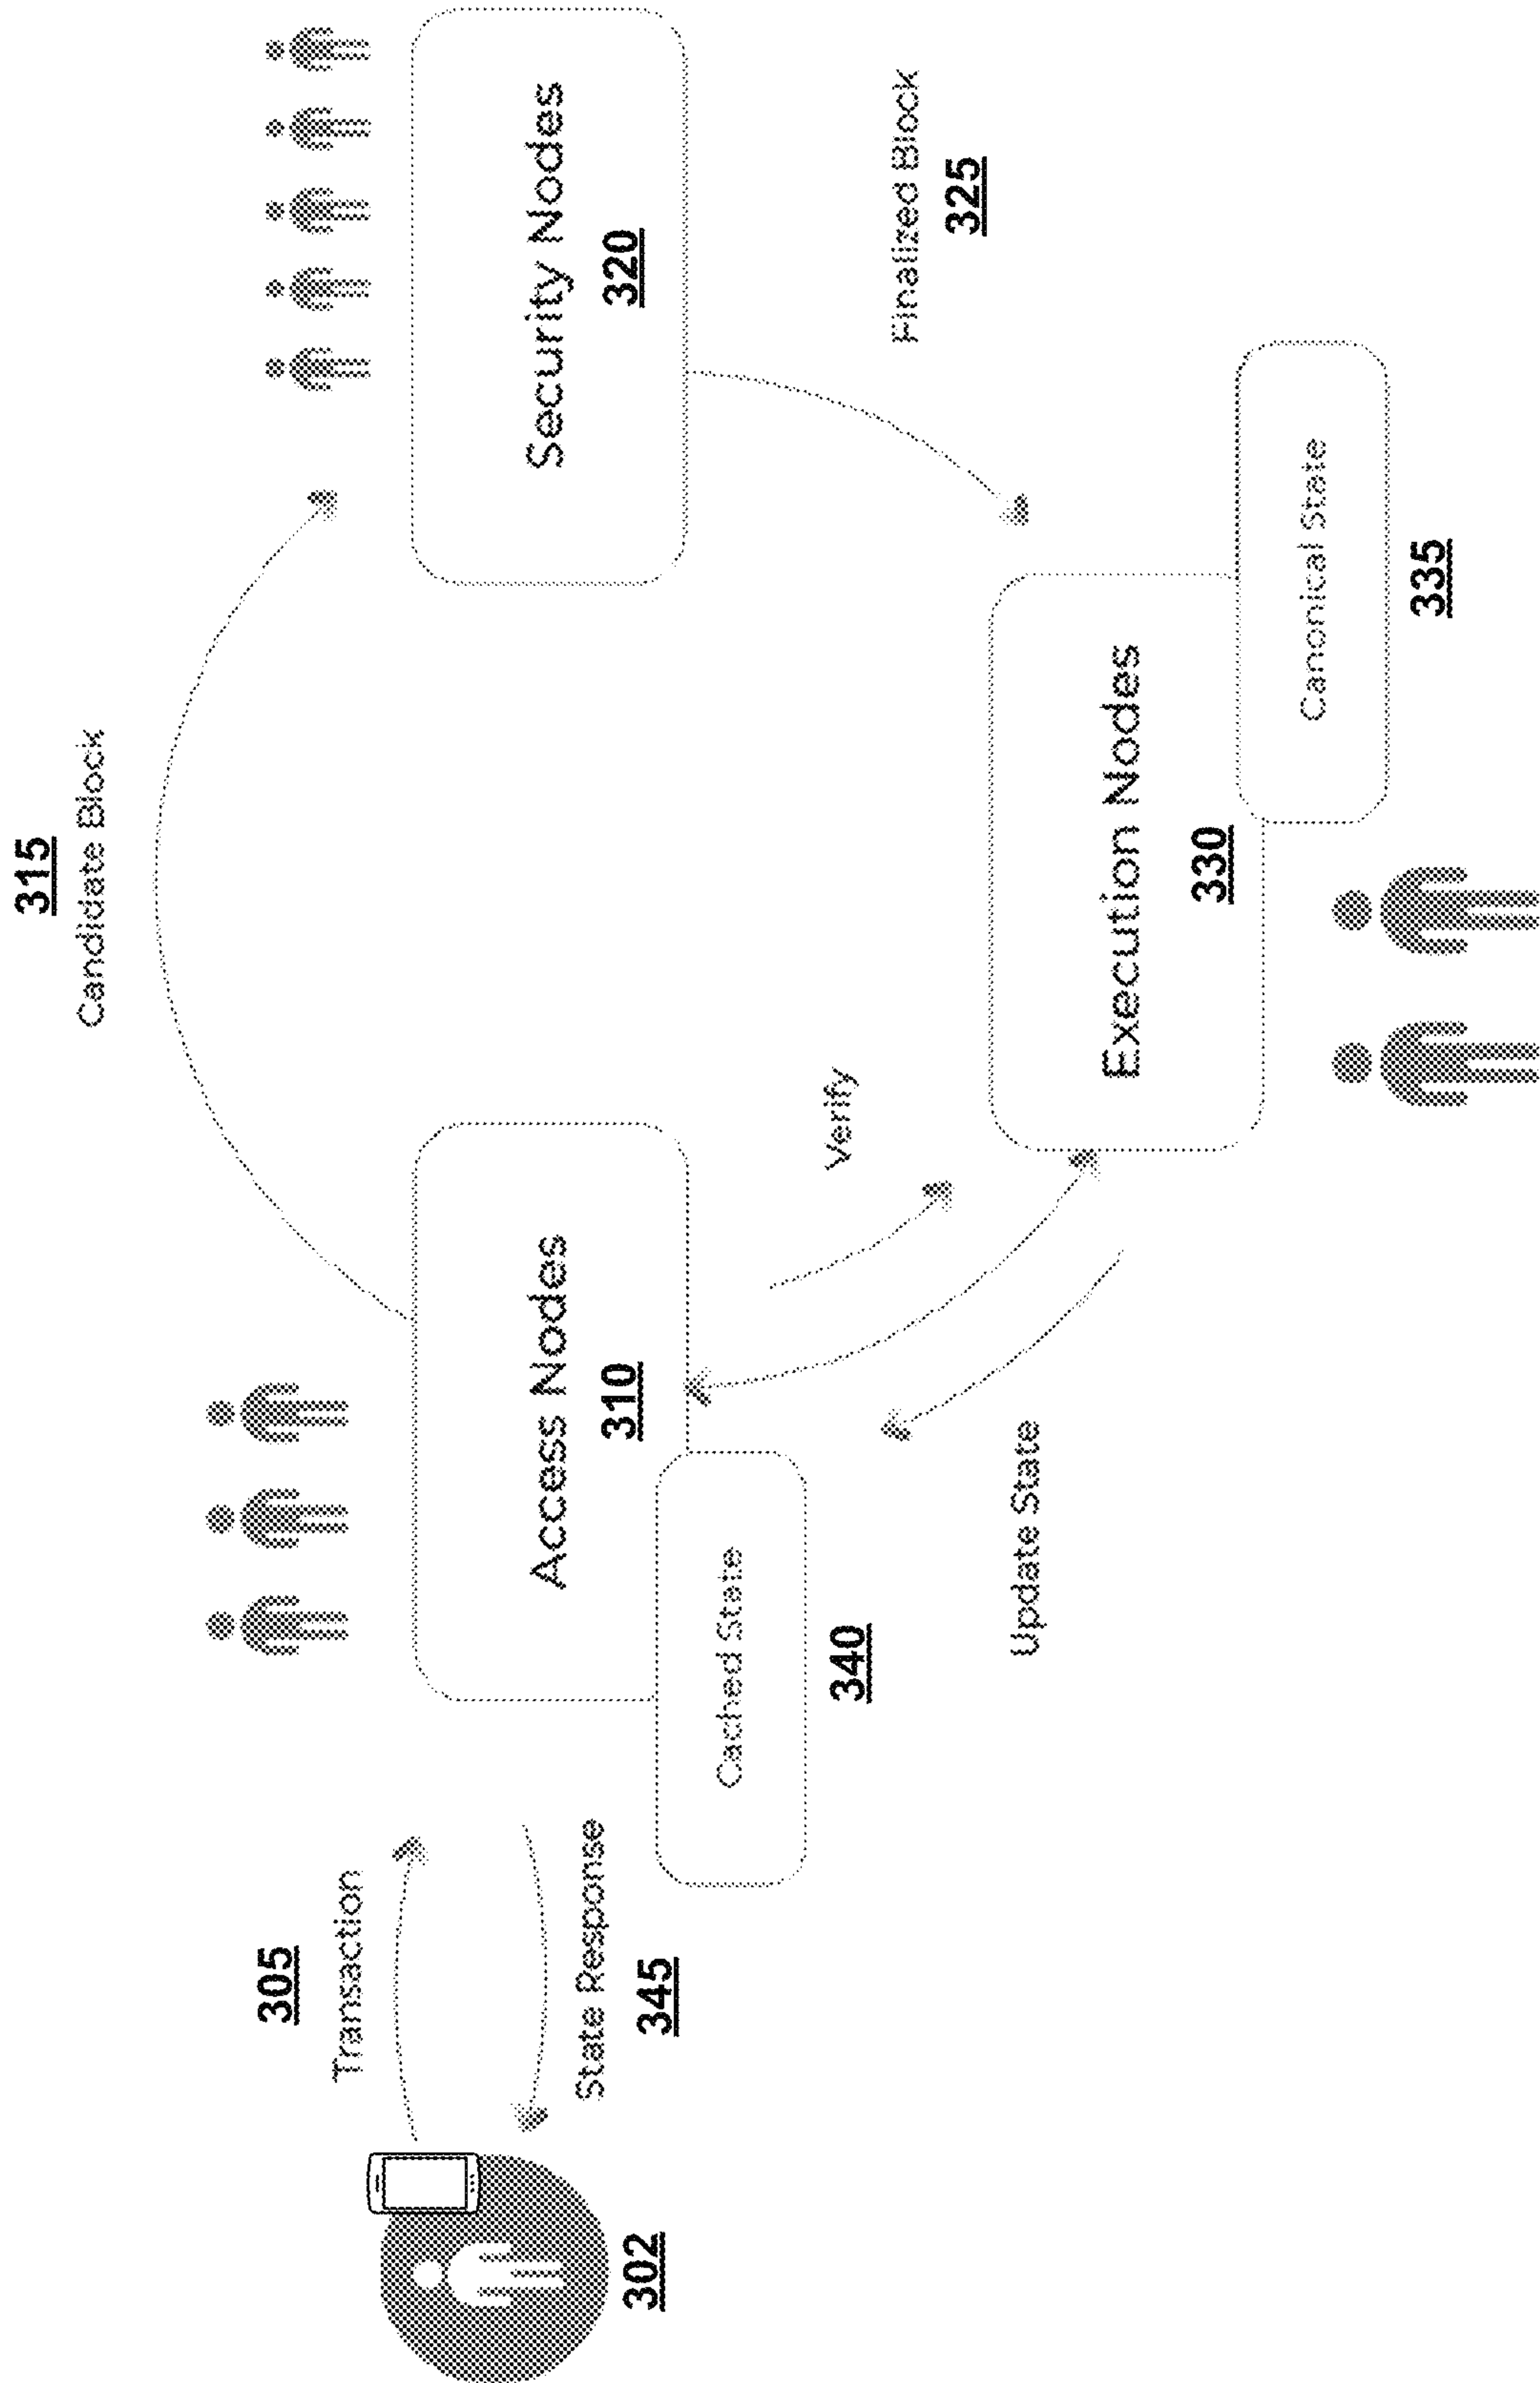 315
Candidate Block
305
Transaction
Access Nodes
310
Security Nodes
320
State Response
345
302
Cached State
340
Verify
Finalized Block
325
Update State
Execution Nodes
330
Canonical State
335